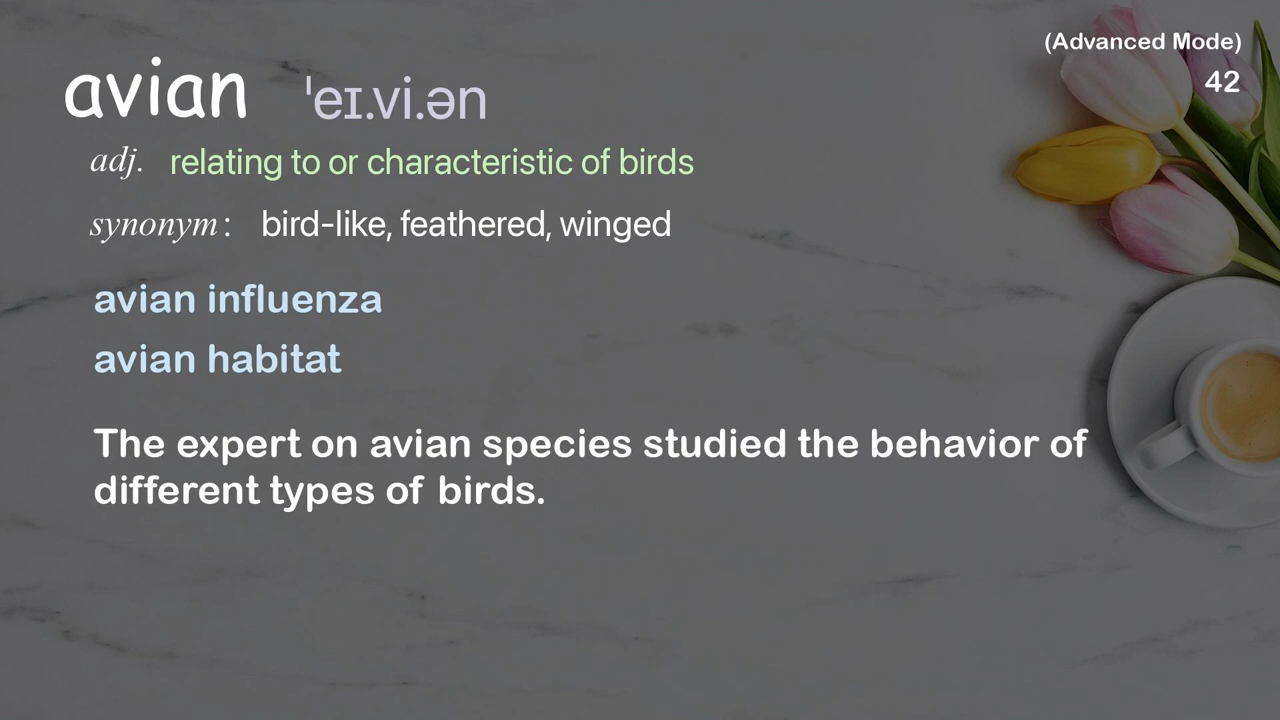 (Advanced Mode)
42
avian ˈeɪ.vi.ən
adj. relating to or characteristic of birds
synonym: bird-like, feathered, winged
avian influenza
avian habitat
The expert on avian species studied the behavior of
different types of birds.